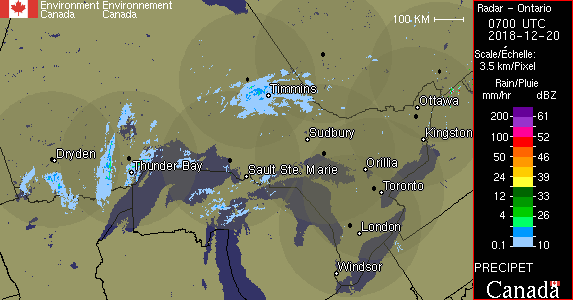 Environment Environnement
Canada Canada
100 KM
Radar - Ontario
0700 UTC
2018-12-20
Scale/Échelle:
3.5 km/Pixel
Rain/Pluie
mm/hr dBZ
200 61
100 52
50 46
24 39
12 33
4 26
0.1 10
PRECIPET
Canada
Timmins
Ottawa
Sudbury
Kingston
Dryden
Thunder Bay
Sault Ste. Marie
Orillia
Toronto
London
Windsor